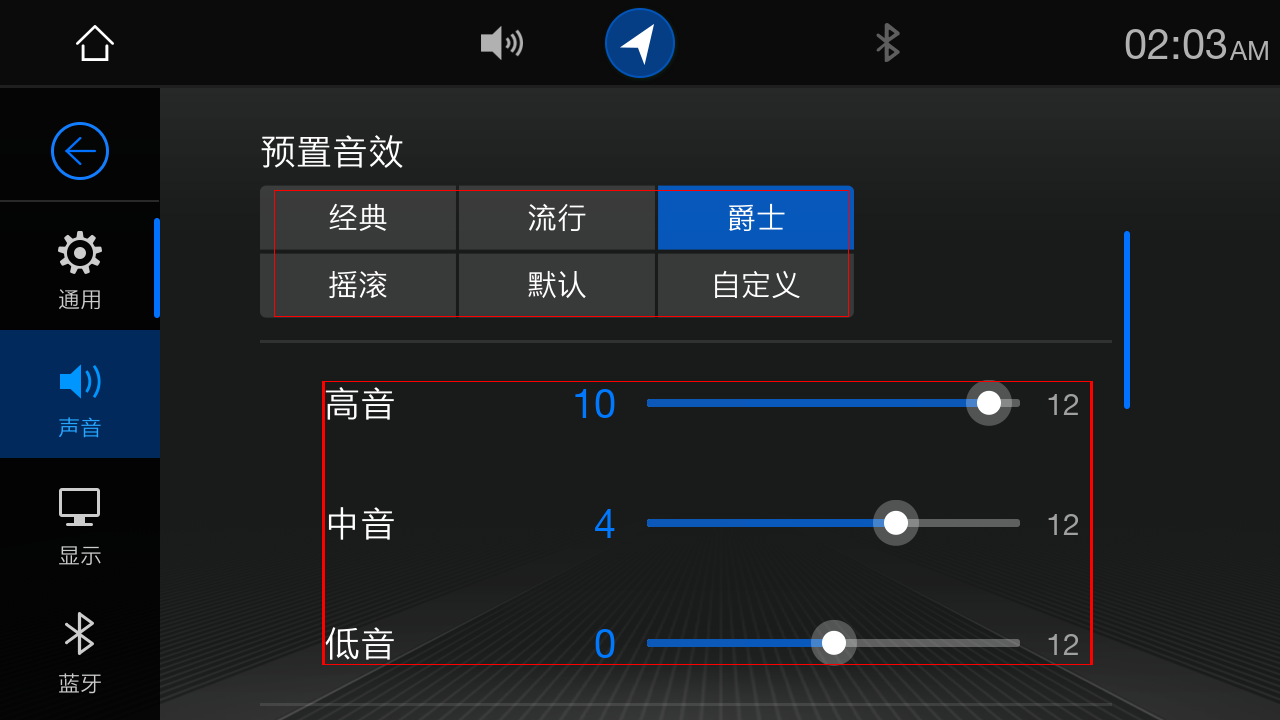 02:03AM
预置音效
经典 流行 爵士
摇滚 默认 自定义
通用
高音 10 12
声音
中音 4 12
显示
低音 0 12
蓝牙